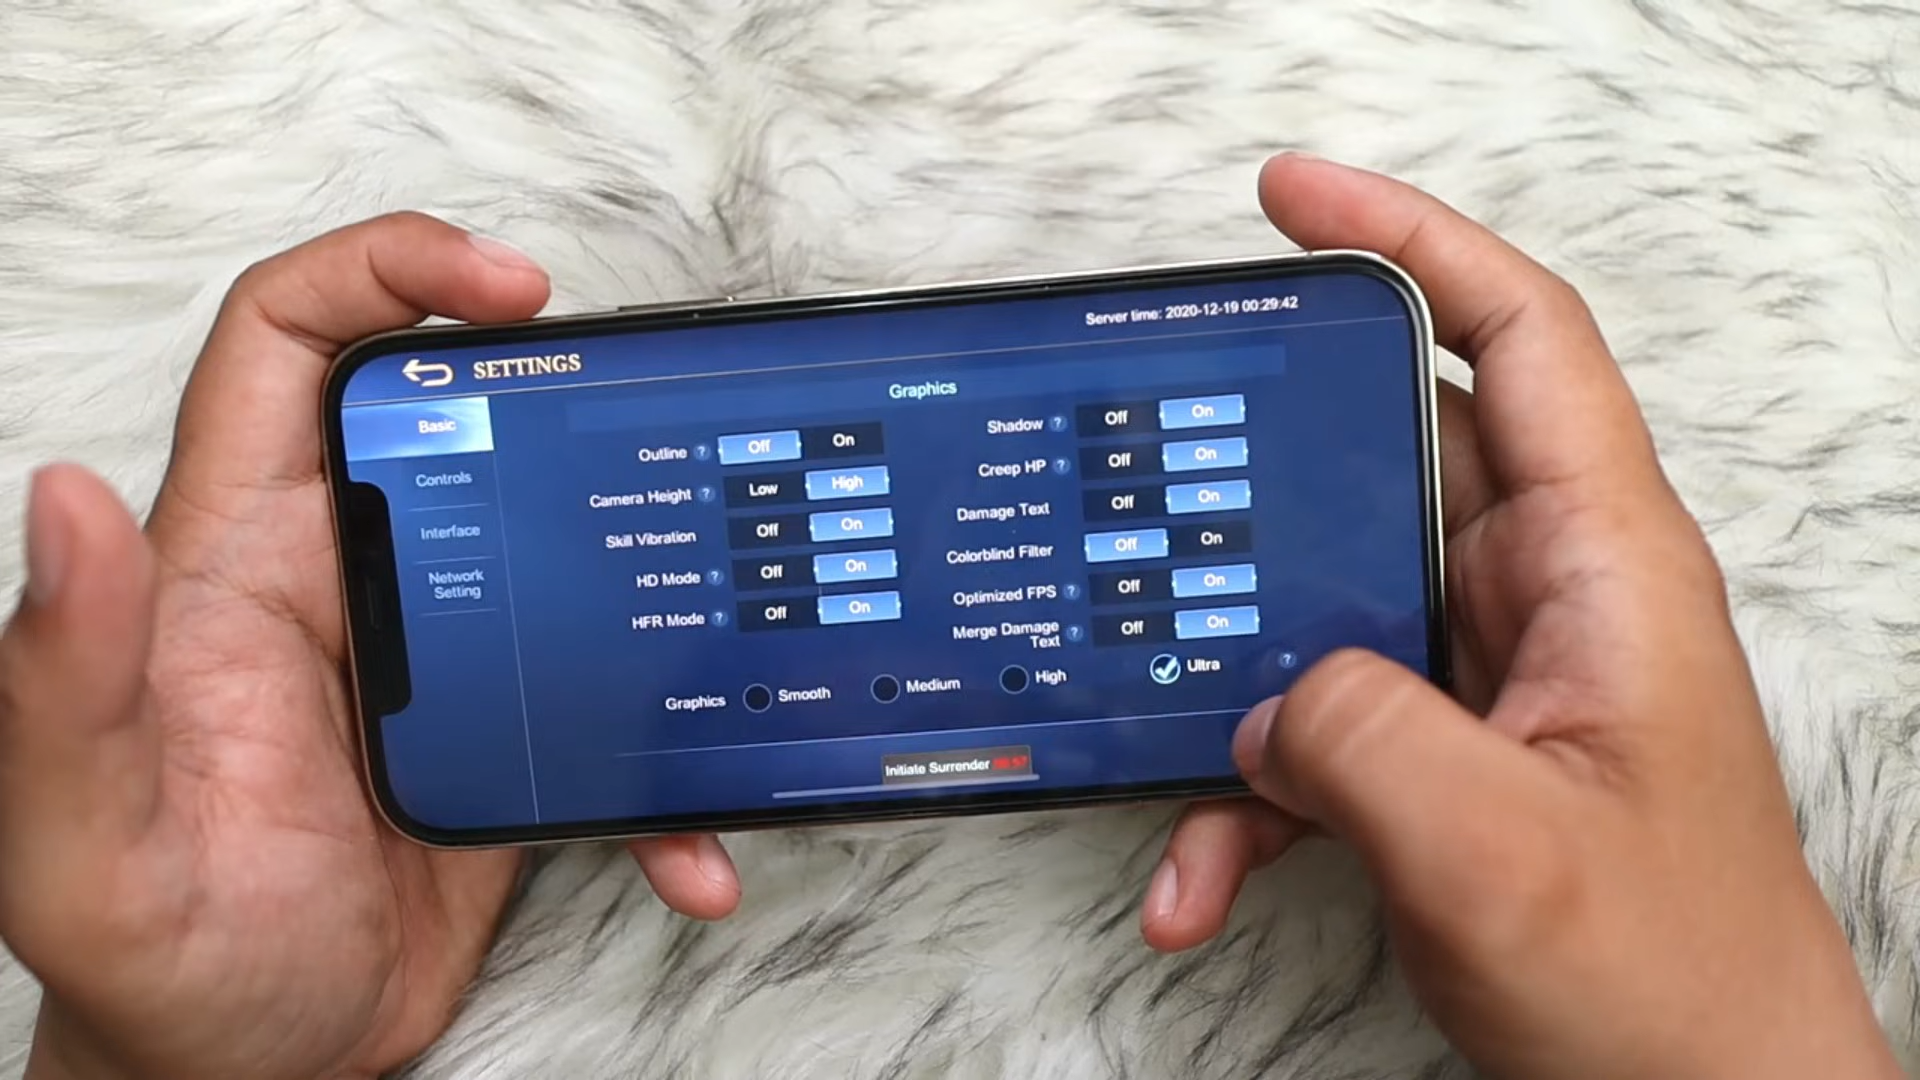 Server time: 2020-12-19 00:29:42
SETTINGS
Basic
Controls
Interface
Network
Setting
Graphics
Outline ? Off On
Camera Height ? Low High
Skill Vibration Off On
HD Mode ? Off On
HFR Mode ? Off On
Shadow ? Off On
Creep HP ? Off On
Damage Text Off On
Colorblind Filter Off On
Optimized FPS ? Off On
Merge Damage
Text ? Off On
Graphics Smooth Medium High Ultra ?
Initiate Surrender